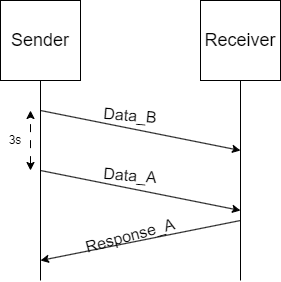 Sender
Receiver
Data_B
3s
Data_A
Response_A